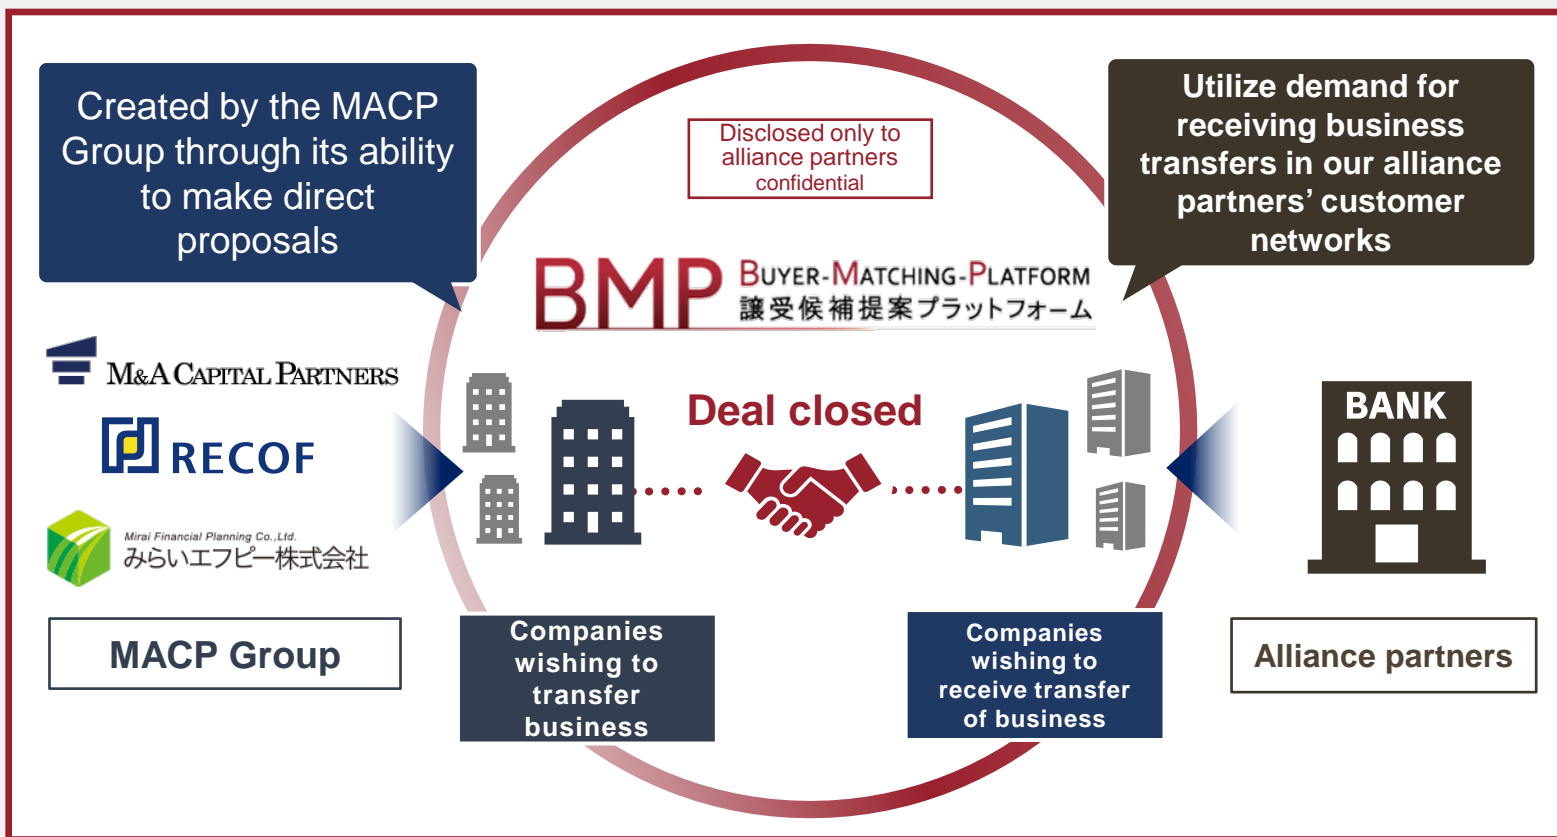 Created by the MACP
Group through its ability
to make direct
proposals
Disclosed only to
alliance partners
confidential
Utilize demand for
receiving business
transfers in our alliance
partners’ customer
networks
BMP
BUYER-MATCHING-PLATFORM
譲受候補提案プラットフォーム
M&A CAPITAL PARTNERS
RECOF
Mirai Financial Planning Co.,Ltd.
みらいエフピー株式会社
MACP Group
Deal closed
Companies
wishing to
transfer
business
Companies
wishing to
receive transfer
of business
BANK
Alliance partners